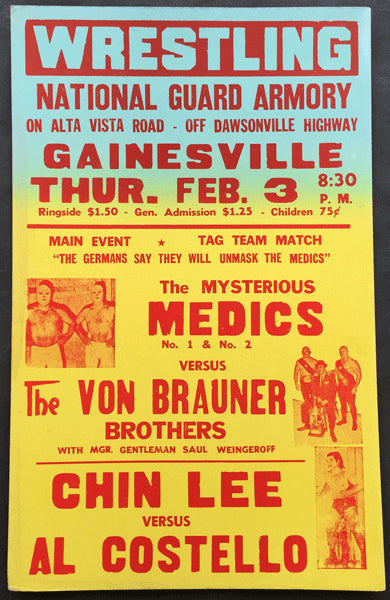 WRESTLING
NATIONAL GUARD ARMORY
ON ALTA VISTA ROAD - OFF DAWSONVILLE HIGHWAY
GAINESVILLE
THUR. FEB. 3 8:30 P. M.
Ringside $1.50 - Gen. Admission $1.25 - Children 75¢
MAIN EVENT ★ TAG TEAM MATCH
"THE GERMANS SAY THEY WILL UNMASK THE MEDICS"
The MYSTERIOUS
MEDICS
No. 1 & No. 2
VERSUS
The VON BRAUNER
BROTHERS
WITH MGR. GENTLEMAN SAUL WEINGEROFF
CHIN LEE
VERSUS
AL COSTELLO